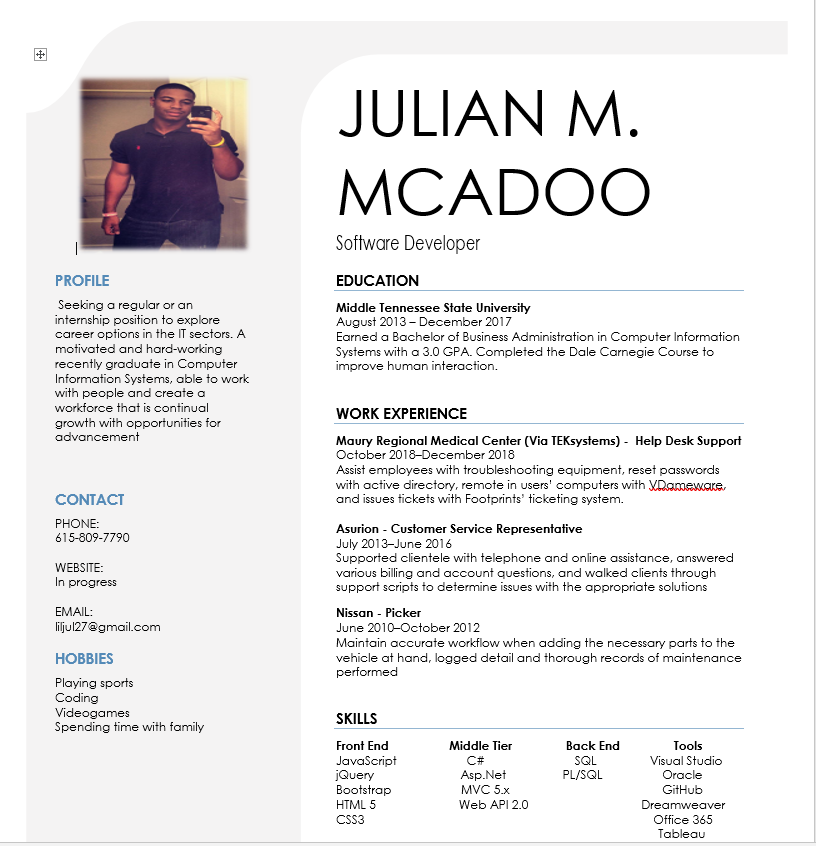 JULIAN M.
MCADOO
Software Developer
PROFILE
Seeking a regular or an
internship position to explore
career options in the IT sectors. A
motivated and hard-working
recently graduate in Computer
Information Systems, able to work
with people and create a
workforce that is continual
growth with opportunities for
advancement
CONTACT
PHONE:
615-809-7790
WEBSITE:
In progress
EMAIL:
liljul27@gmail.com
HOBBIES
Playing sports
Coding
Videogames
Spending time with family
EDUCATION
Middle Tennessee State University
August 2013 – December 2017
Earned a Bachelor of Business Administration in Computer Information
Systems with a 3.0 GPA. Completed the Dale Carnegie Course to
improve human interaction.
WORK EXPERIENCE
Maury Regional Medical Center (Via TEKsystems) - Help Desk Support
October 2018–December 2018
Assist employees with troubleshooting equipment, reset passwords
with active directory, remote in users' computers with VDameware,
and issues tickets with Footprints' ticketing system.
Asurion - Customer Service Representative
July 2013–June 2016
Supported clientele with telephone and online assistance, answered
various billing and account questions, and walked clients through
support scripts to determine issues with the appropriate solutions
Nissan - Picker
June 2010–October 2012
Maintain accurate workflow when adding the necessary parts to the
vehicle at hand, logged detail and thorough records of maintenance
performed
SKILLS
Front End Middle Tier Back End Tools
JavaScript C# SQL Visual Studio
jQuery Asp.Net PL/SQL Oracle
Bootstrap MVC 5.x GitHub
HTML 5 Web API 2.0 Dreamweaver
CSS3 Office 365
Tableau